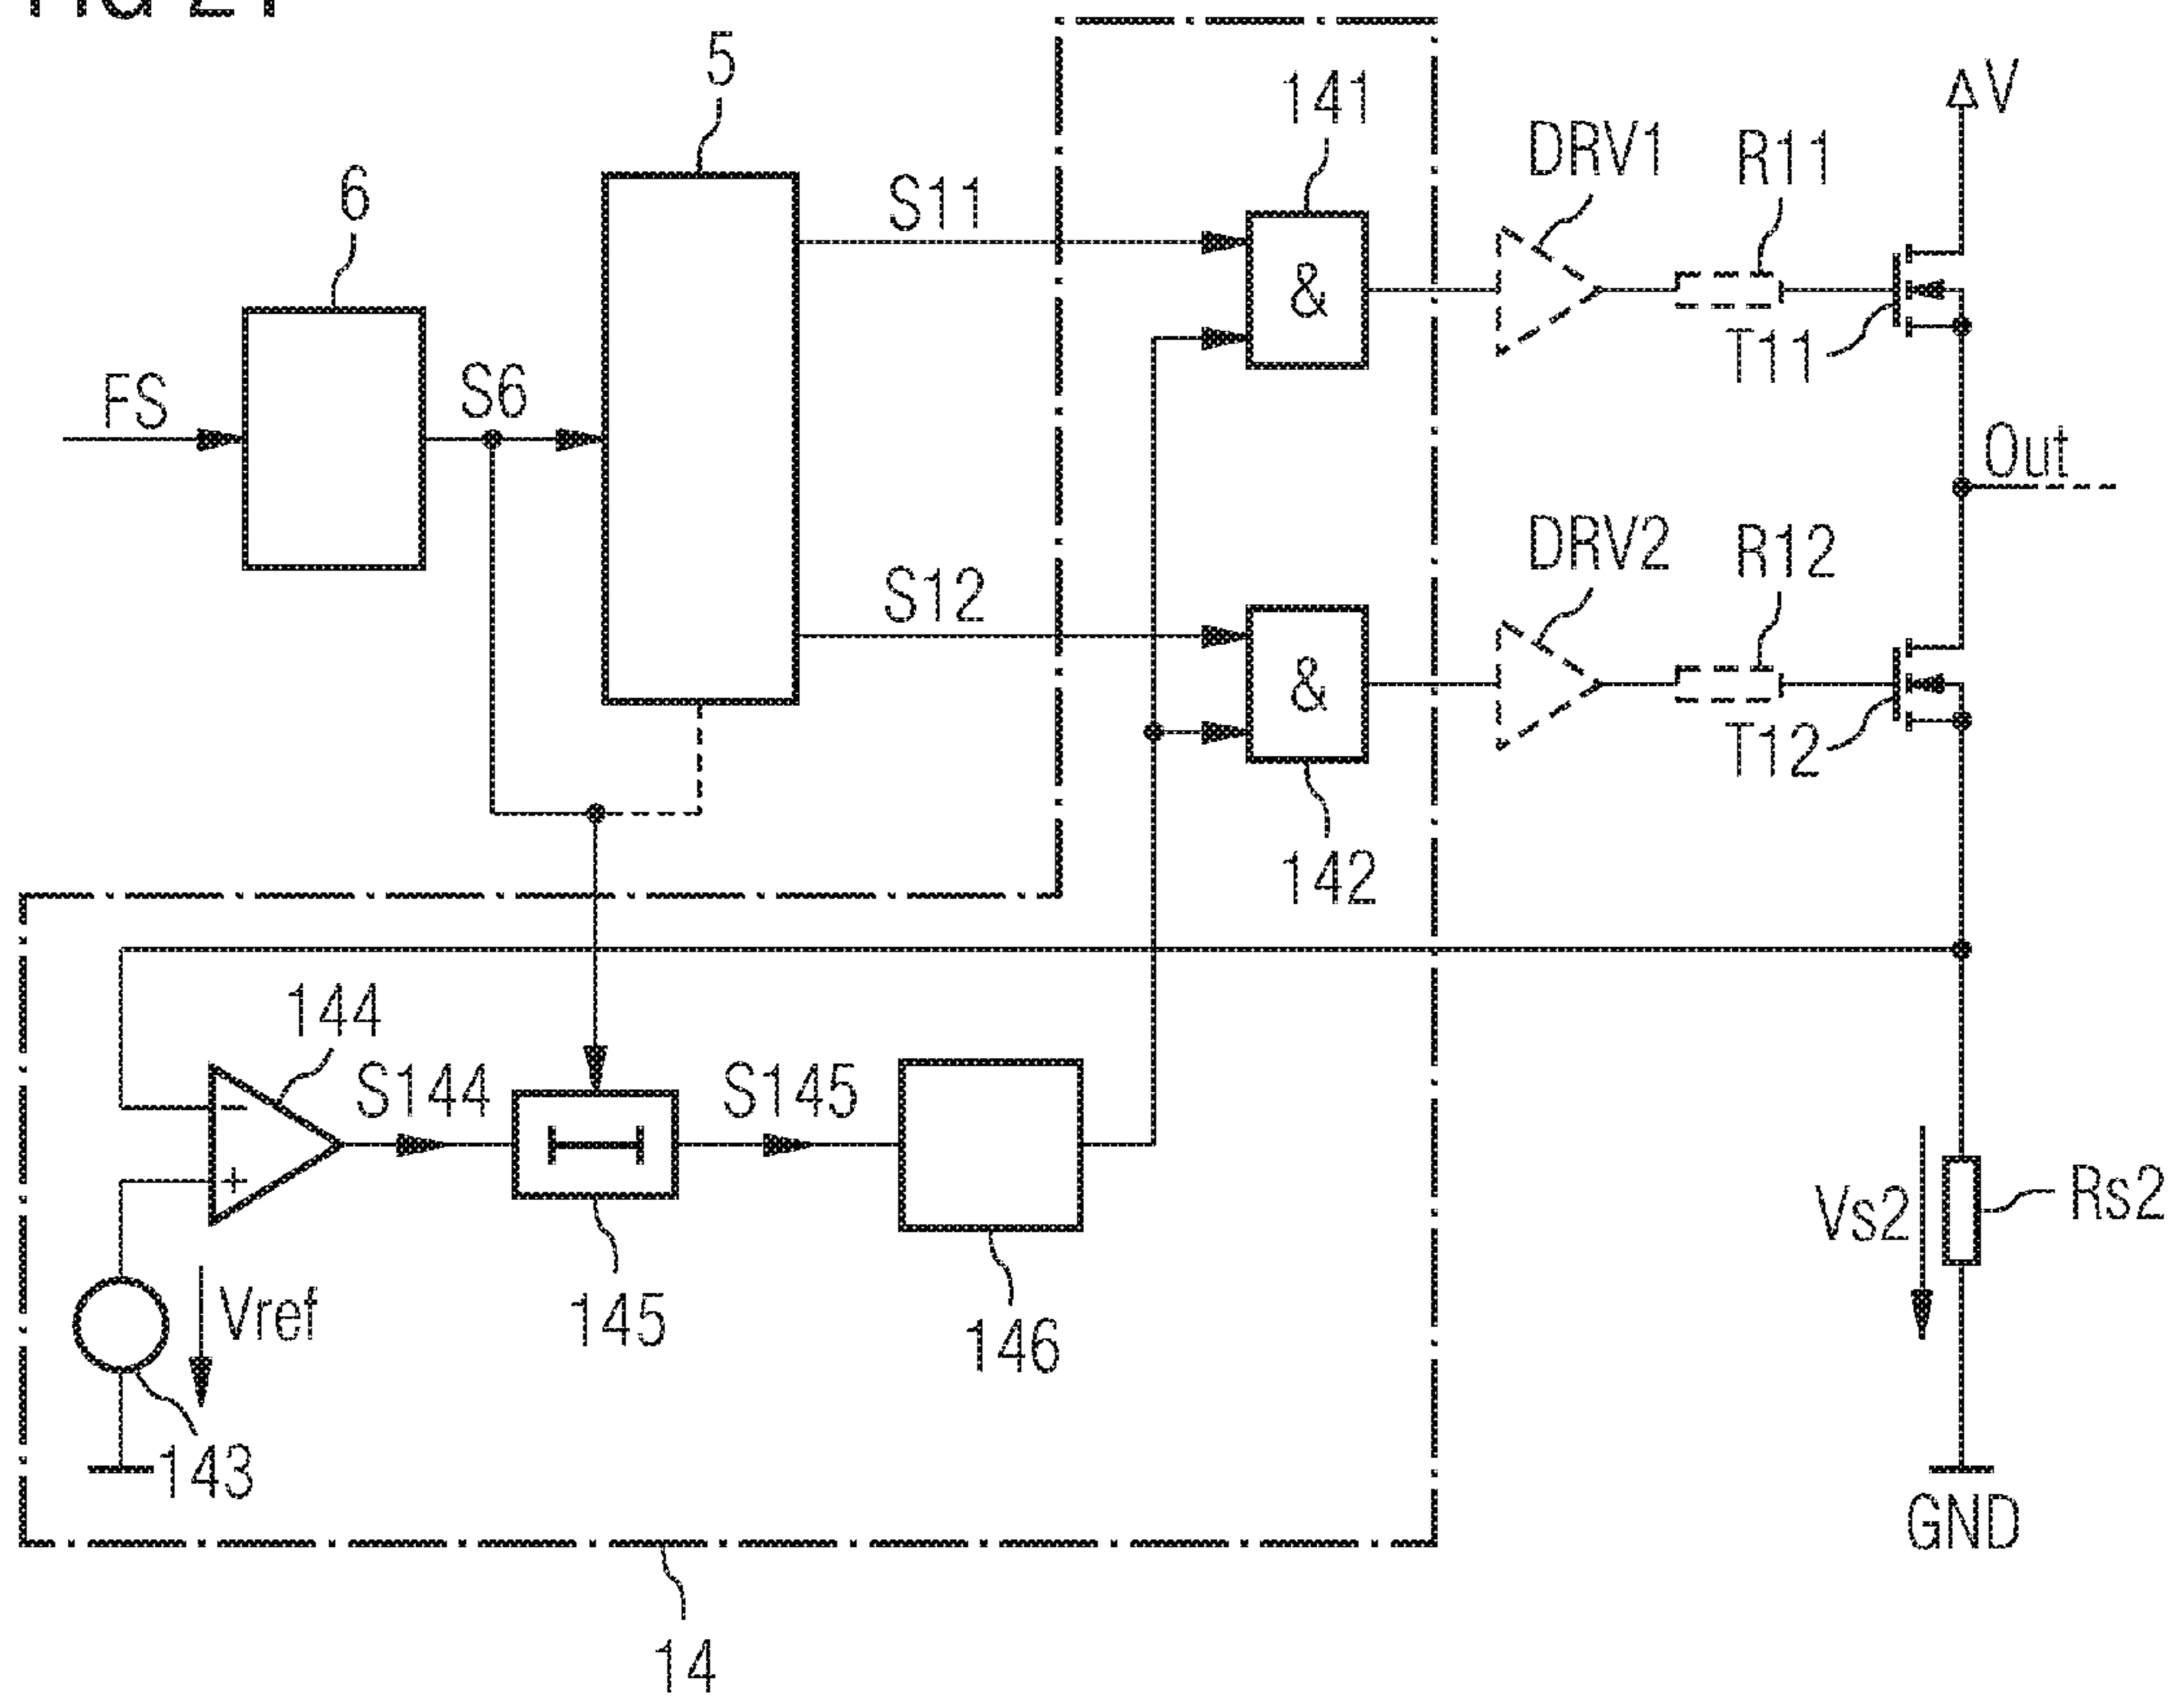 5
141
V
DRV1
R11
6
S11
&
T11
FS
S6
Out
DRV2
R12
S12
&
T12
142
144
S144
S145
−
+
Vs2
Rs2
Vref
145
146
143
GND
14